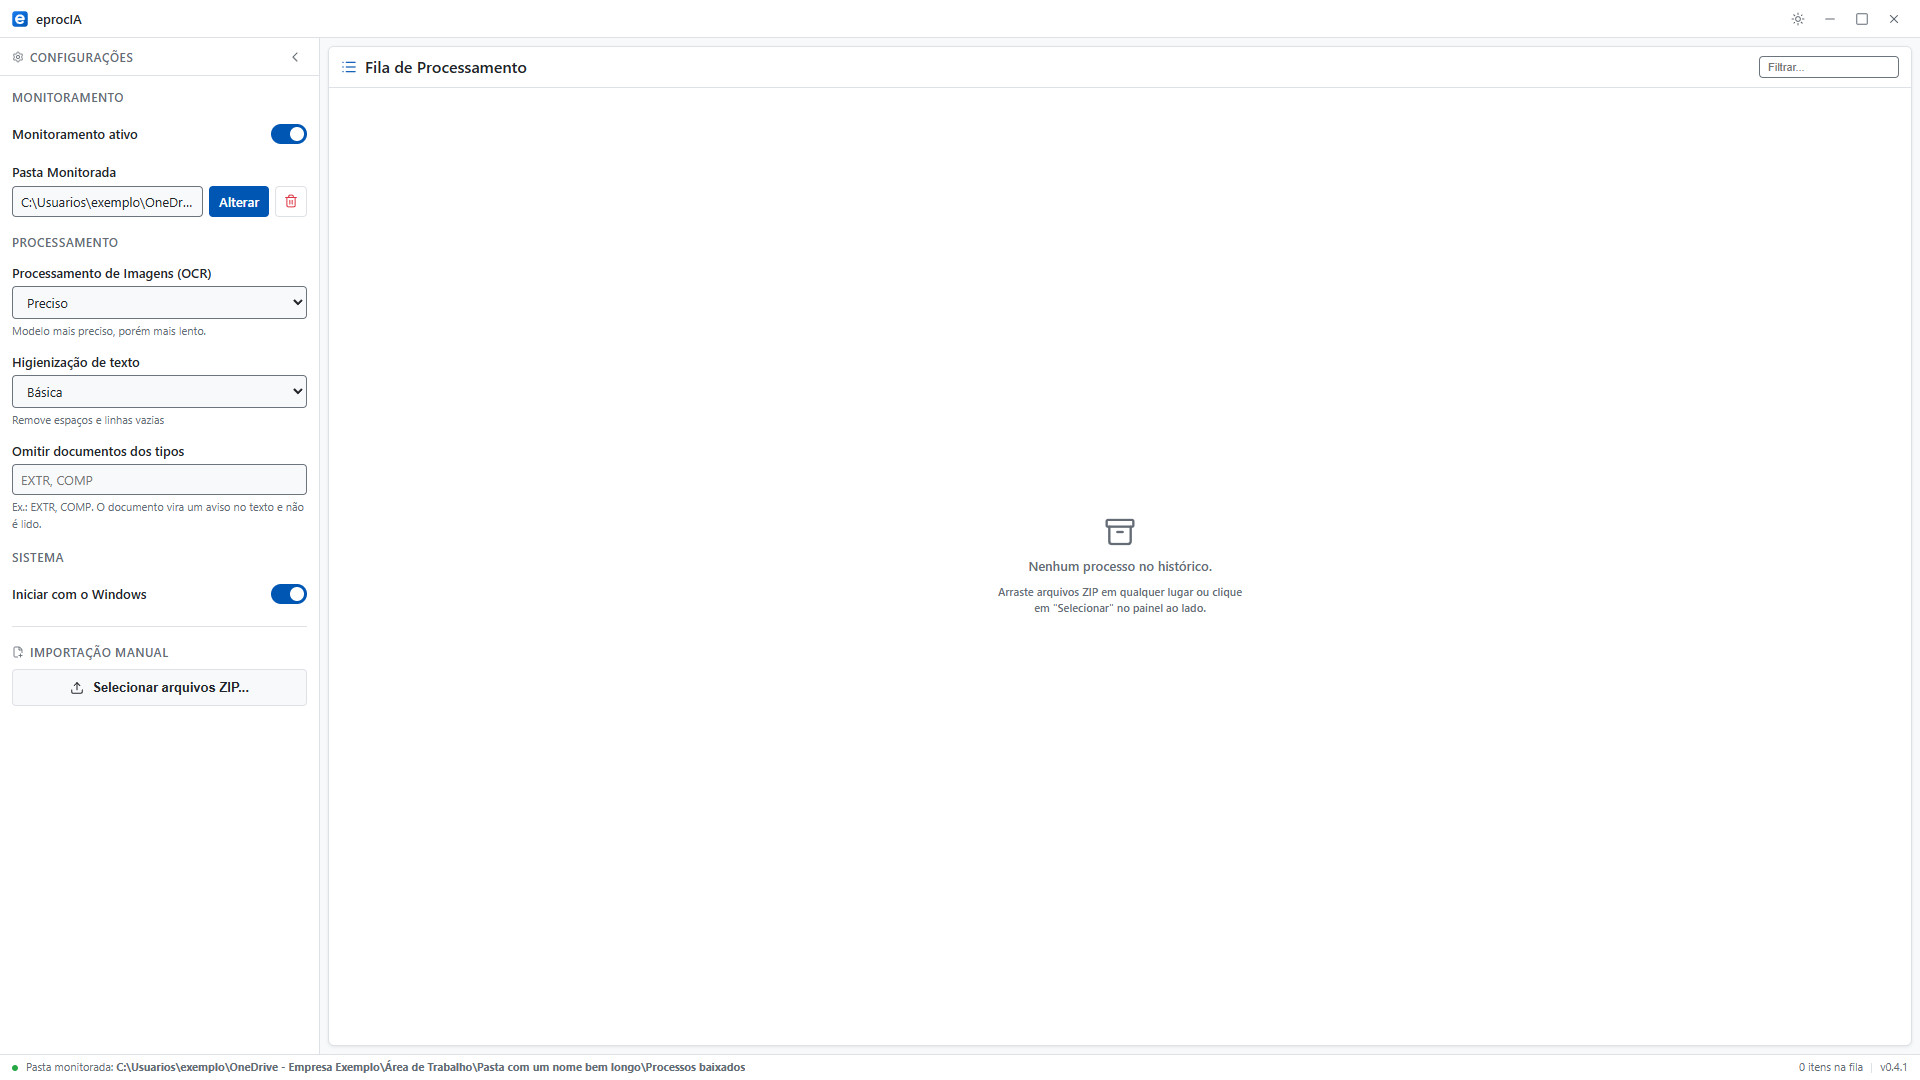 eprocIA
CONFIGURAÇÕES
MONITORAMENTO
Monitoramento ativo
Pasta Monitorada
C:\Usuarios\exemplo\OneDr...
Alterar
PROCESSAMENTO
Processamento de Imagens (OCR)
Preciso
Modelo mais preciso, porém mais lento.
Higienização de texto
Básica
Remove espaços e linhas vazias
Omitir documentos dos tipos
EXTR, COMP
Ex.: EXTR, COMP. O documento vira um aviso no texto e não
é lido.
SISTEMA
Iniciar com o Windows
IMPORTAÇÃO MANUAL
Selecionar arquivos ZIP...
Fila de Processamento
Filtrar...
Nenhum processo no histórico.
Arraste arquivos ZIP em qualquer lugar ou clique
em "Selecionar" no painel ao lado.
Pasta monitorada: C:\Usuarios\exemplo\OneDrive - Empresa Exemplo\Área de Trabalho\Pasta com um nome bem longo\Processos baixados
0 itens na fila
v0.4.1